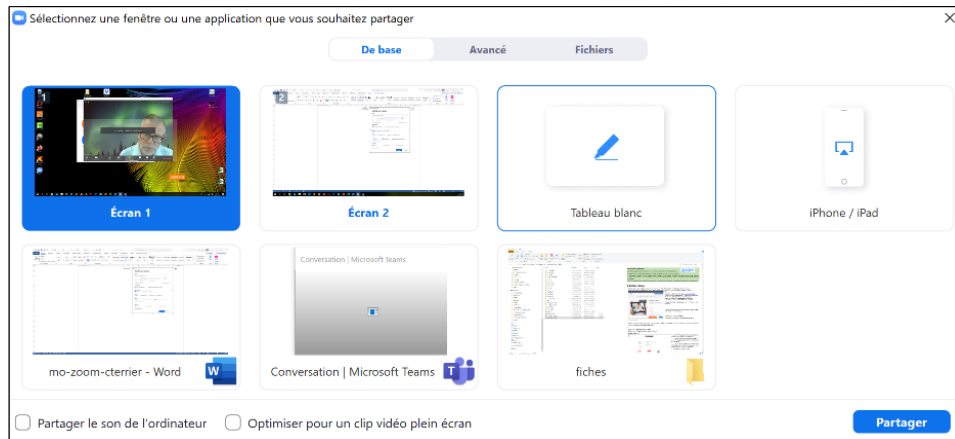 Sélectionnez une fenêtre ou une application que vous souhaitez partager
De base Avancé Fichiers
1
2
Écran 1 Écran 2 Tableau blanc iPhone / iPad
Conversation | Microsoft Teams
mo-zoom-cterrier - Word Conversation | Microsoft Teams fiches
W T
Partager le son de l'ordinateur Optimiser pour un clip vidéo plein écran Partager